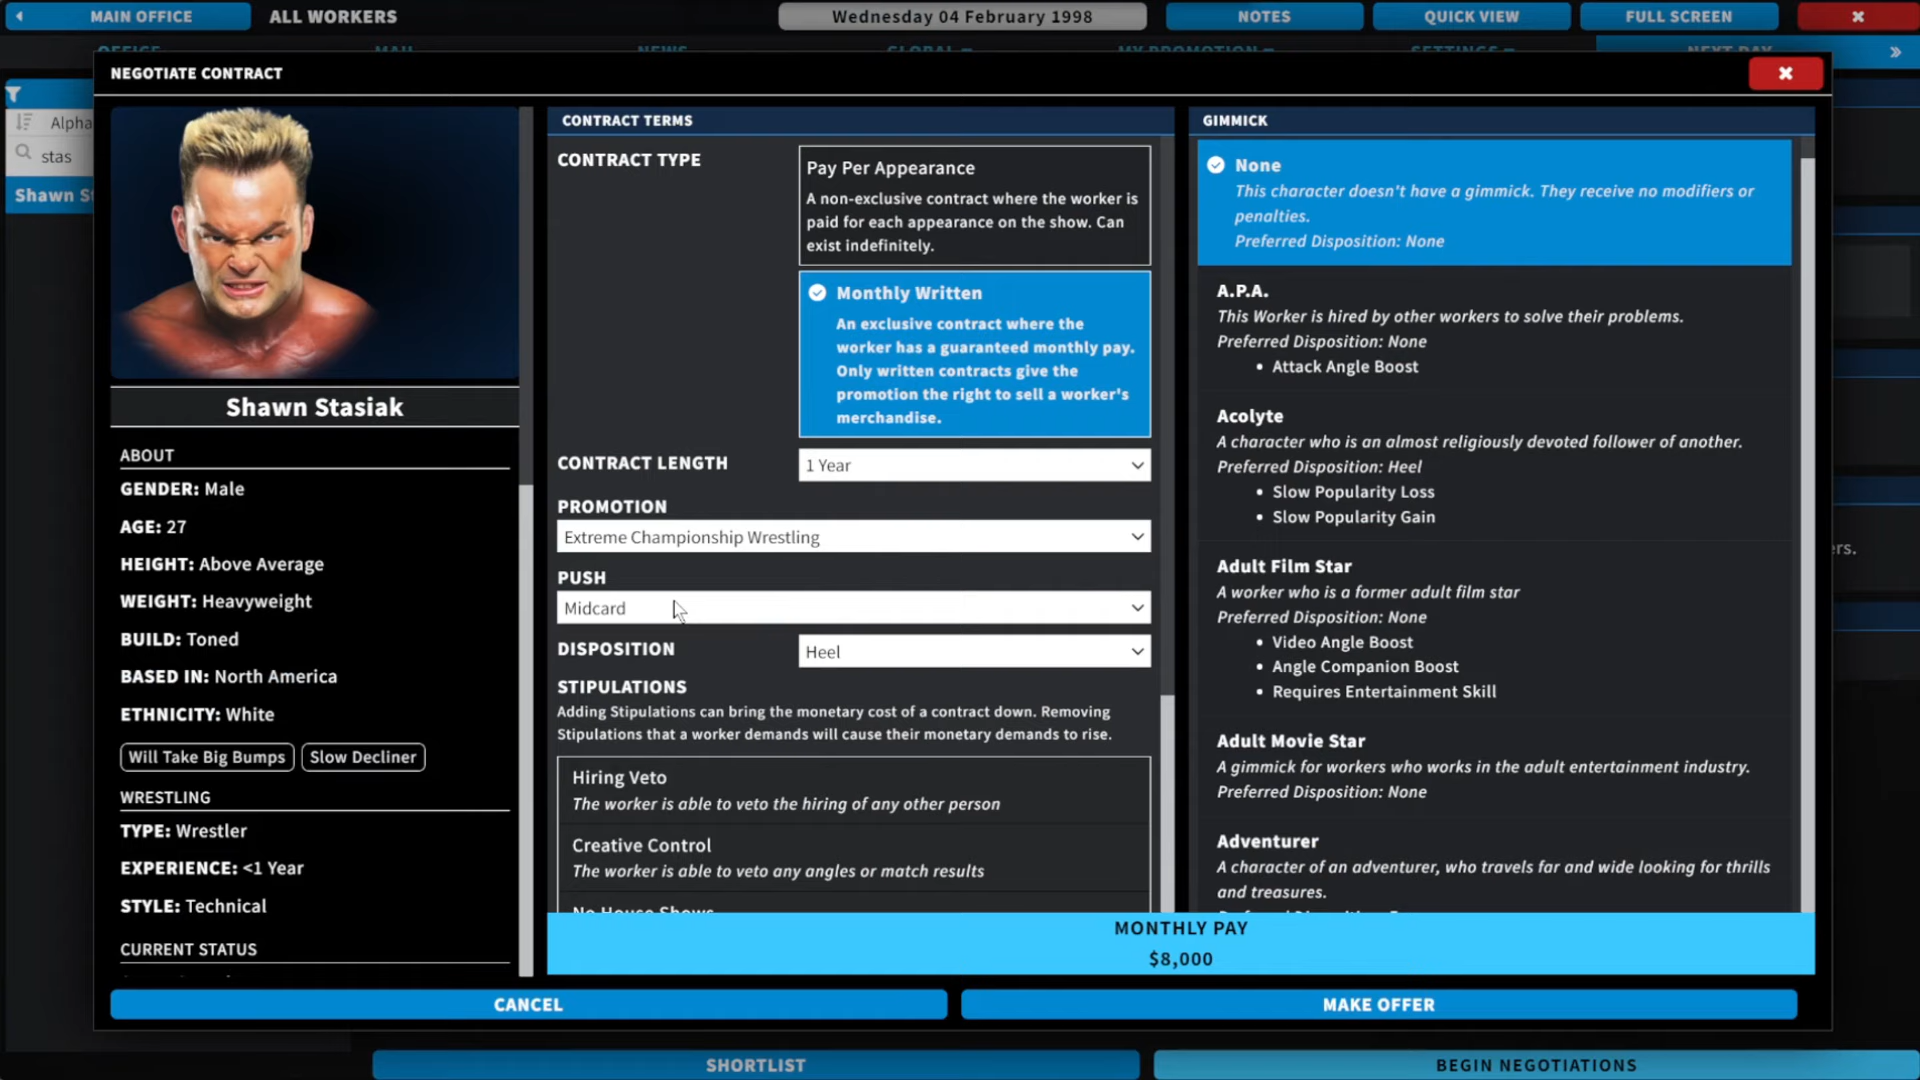 MAIN OFFICE
ALL WORKERS
Wednesday 04 February 1998
NOTES
QUICK VIEW
FULL SCREEN
OFFICE
MAIL
NEWS
GLOBAL
MY PROMOTION
SETTINGS
NEXT DAY
NEGOTIATE CONTRACT
Alpha
stas
Shawn St
Shawn Stasiak
ABOUT
GENDER: Male
AGE: 27
HEIGHT: Above Average
WEIGHT: Heavyweight
BUILD: Toned
BASED IN: North America
ETHNICITY: White
Will Take Big Bumps
Slow Decliner
WRESTLING
TYPE: Wrestler
EXPERIENCE: <1 Year
STYLE: Technical
CURRENT STATUS
CONTRACT TERMS
CONTRACT TYPE
Pay Per Appearance
A non-exclusive contract where the worker is
paid for each appearance on the show. Can
exist indefinitely.
Monthly Written
An exclusive contract where the
worker has a guaranteed monthly pay.
Only written contracts give the
promotion the right to sell a worker's
merchandise.
CONTRACT LENGTH
1 Year
PROMOTION
Extreme Championship Wrestling
PUSH
Midcard
DISPOSITION
Heel
STIPULATIONS
Adding Stipulations can bring the monetary cost of a contract down. Removing
Stipulations that a worker demands will cause their monetary demands to rise.
Hiring Veto
The worker is able to veto the hiring of any other person
Creative Control
The worker is able to veto any angles or match results
No House Shows
GIMMICK
None
This character doesn't have a gimmick. They receive no modifiers or
penalties.
Preferred Disposition: None
A.P.A.
This Worker is hired by other workers to solve their problems.
Preferred Disposition: None
• Attack Angle Boost
Acolyte
A character who is an almost religiously devoted follower of another.
Preferred Disposition: Heel
• Slow Popularity Loss
• Slow Popularity Gain
Adult Film Star
A worker who is a former adult film star
Preferred Disposition: None
• Video Angle Boost
• Angle Companion Boost
• Requires Entertainment Skill
Adult Movie Star
A gimmick for workers who works in the adult entertainment industry.
Preferred Disposition: None
Adventurer
A character of an adventurer, who travels far and wide looking for thrills
and treasures.
ers.
MONTHLY PAY
$8,000
CANCEL
MAKE OFFER
SHORTLIST
BEGIN NEGOTIATIONS